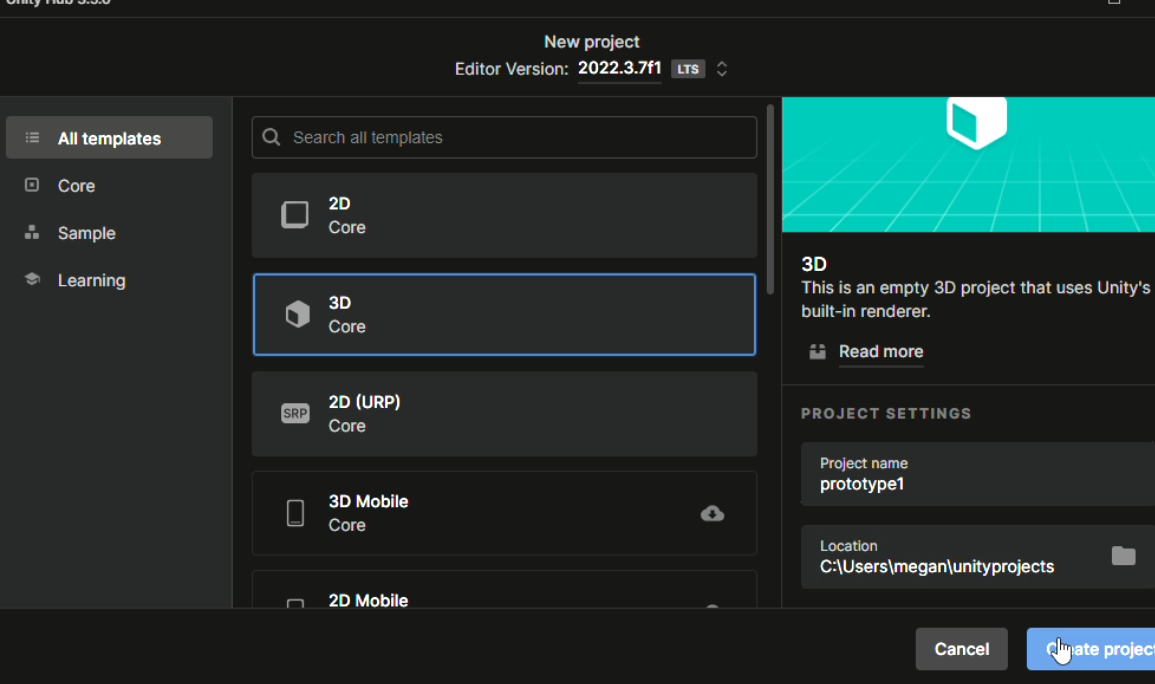 Unity Hub 3.5.0
New project
Editor Version: 2022.3.7f1 LTS
All templates
Core
Sample
Learning
Search all templates
2D
Core
3D
Core
SRP
2D (URP)
Core
3D Mobile
Core
2D Mobile
3D
This is an empty 3D project that uses Unity's
built-in renderer.
Read more
PROJECT SETTINGS
Project name
prototype1
Location
C:\Users\megan\unityprojects
Cancel